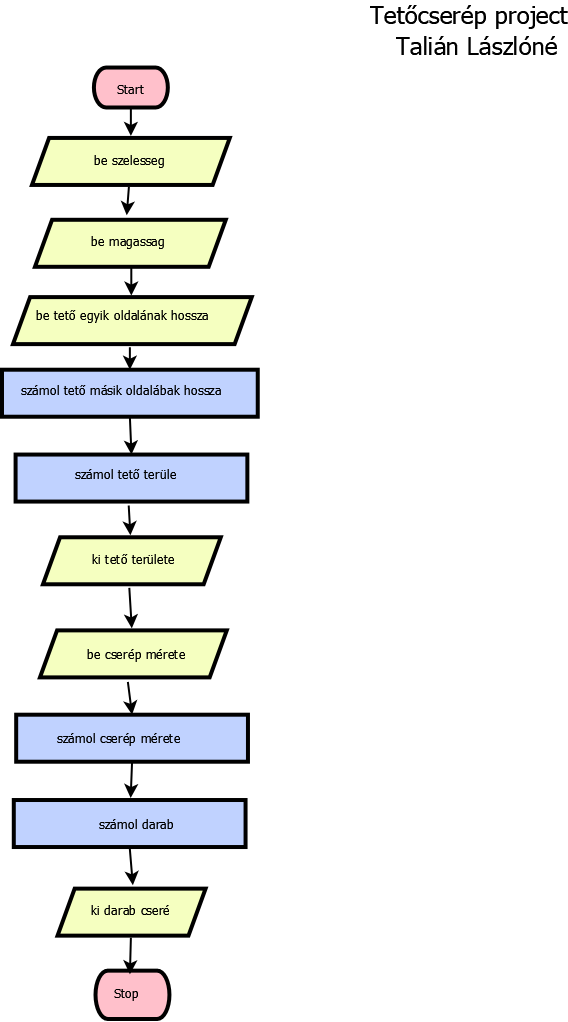 Tetőcserép project
Talián Lászlóné
Start
be szelesseg
be magassag
be tető egyik oldalának hossza
számol tető másik oldalábak hossza
számol tető terüle
ki tető területe
be cserép mérete
számol cserép mérete
számol darab
ki darab cseré
Stop